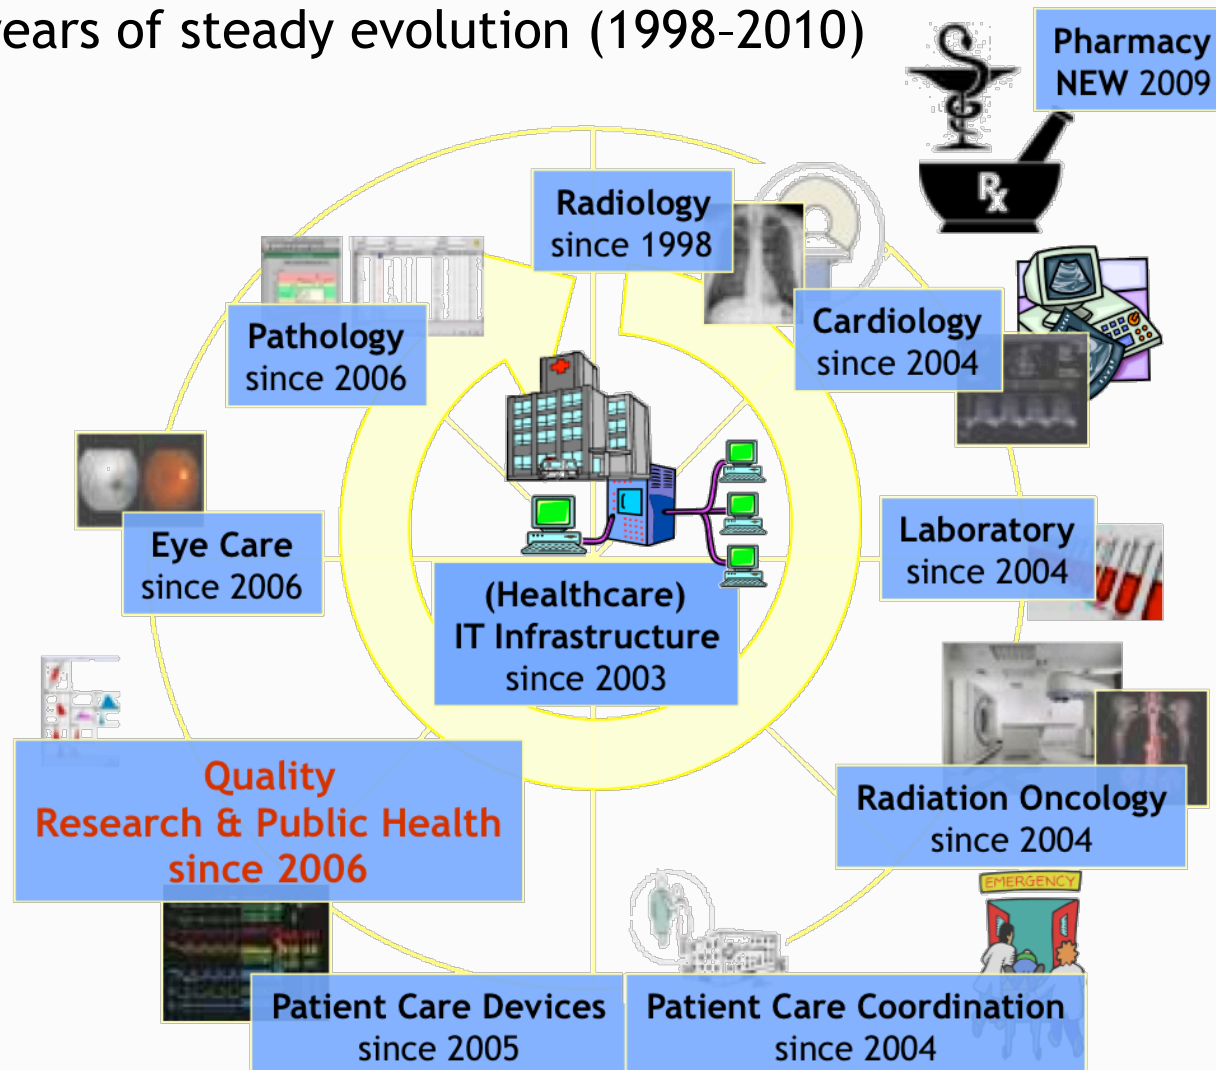 years of steady evolution (1998–2010)
Pharmacy
NEW 2009
Rx
Radiology
since 1998
Cardiology
since 2004
Pathology
since 2006
Eye Care
since 2006
Laboratory
since 2004
(Healthcare)
IT Infrastructure
since 2003
Quality
Research & Public Health
since 2006
Radiation Oncology
since 2004
EMERGENCY
Patient Care Devices
since 2005
Patient Care Coordination
since 2004